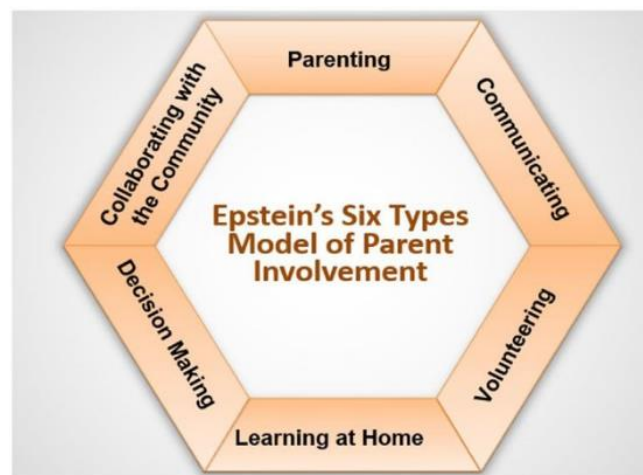 Parenting
Communicating
Volunteering
Learning at Home
Decision Making
Collaborating with
the Community
Epstein's Six Types
Model of Parent
Involvement